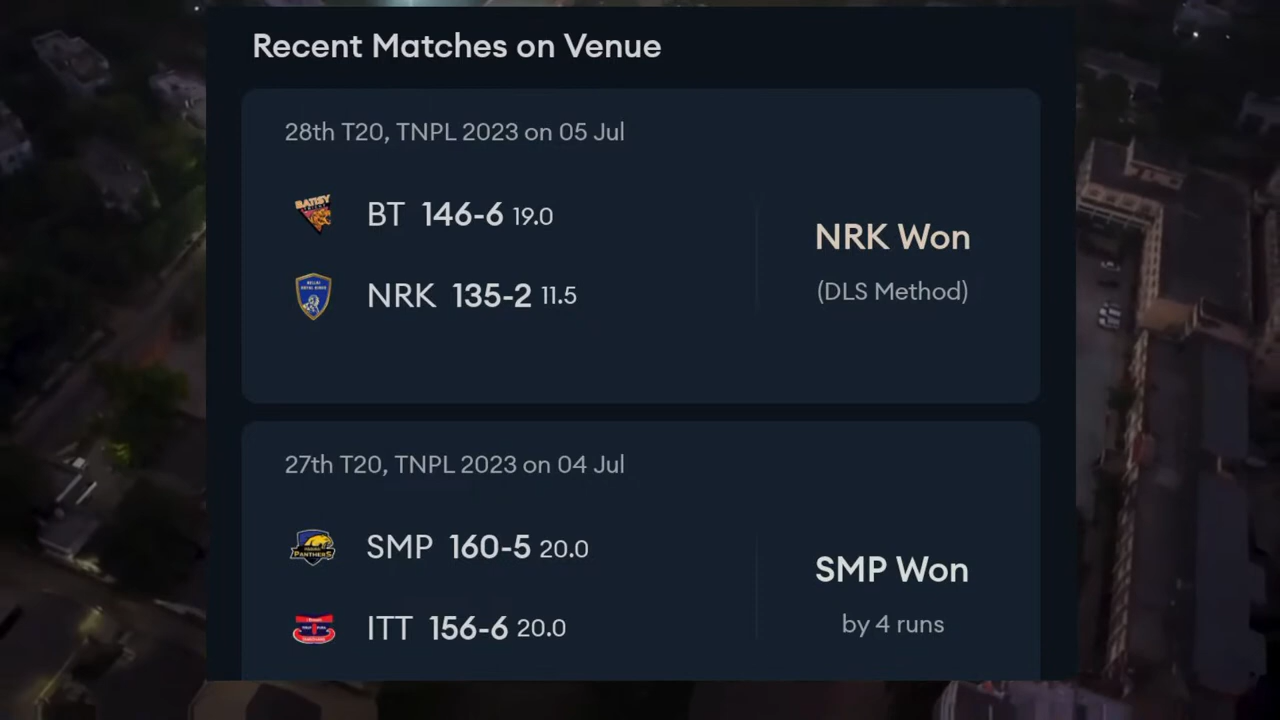 Recent Matches on Venue
28th T20, TNPL 2023 on 05 Jul
BT 146-6 19.0
NRK 135-2 11.5
NRK Won
(DLS Method)
27th T20, TNPL 2023 on 04 Jul
SMP 160-5 20.0
ITT 156-6 20.0
SMP Won
by 4 runs
PANTHERS